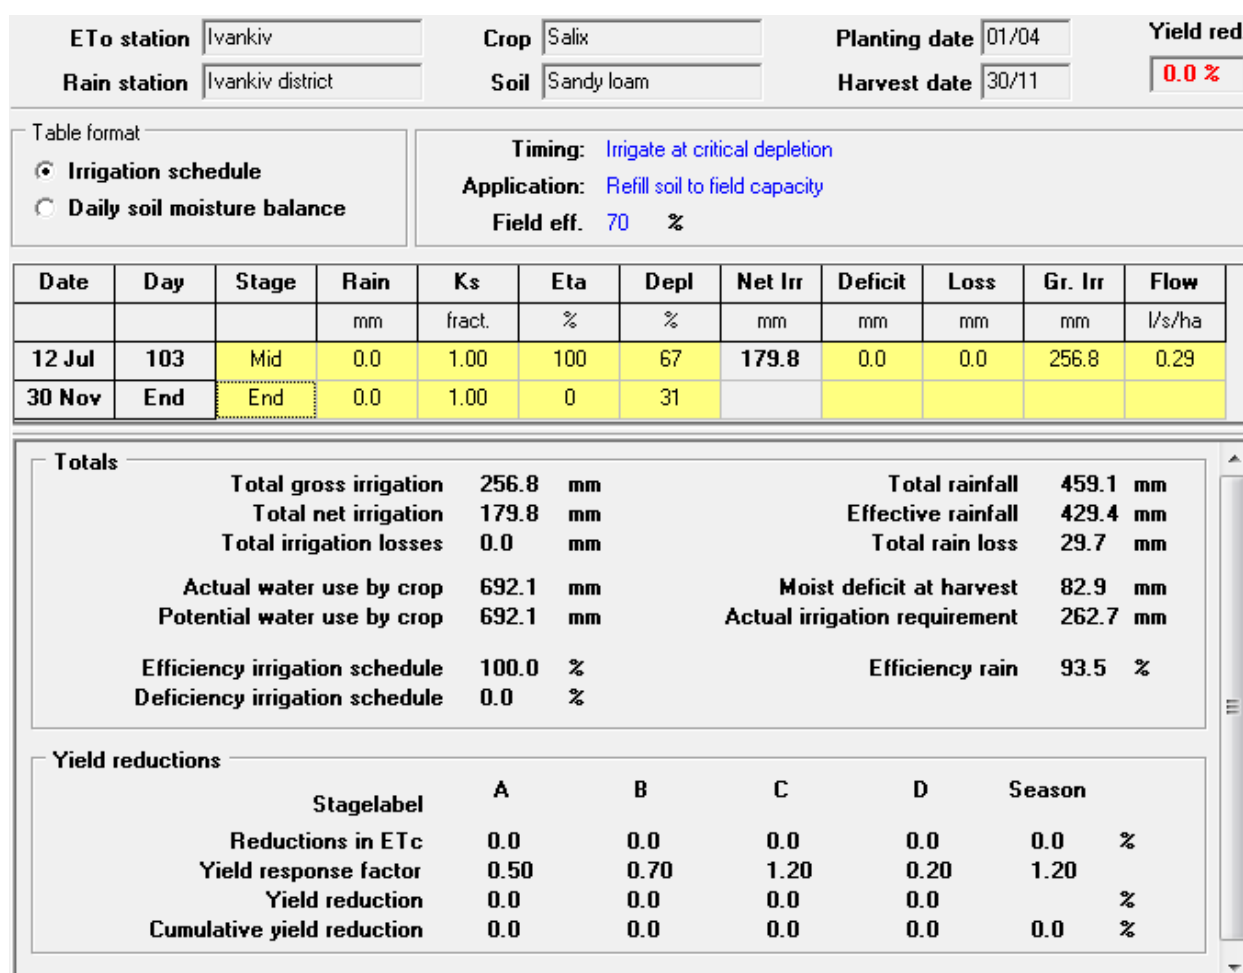 ETo station Ivankiv Crop Salix Planting date 01/04 Yield red
Rain station Ivankiv district Soil Sandy loam Harvest date 30/11 0.0 %
Table format
Irrigation schedule
Daily soil moisture balance
Timing: Irrigate at critical depletion
Application: Refill soil to field capacity
Field eff. 70 %
Date Day Stage Rain Ks Eta Depl Net Irr Deficit Loss Gr. Irr Flow
mm fract. % % mm mm mm mm l/s/ha
12 Jul 103 Mid 0.0 1.00 100 67 179.8 0.0 0.0 256.8 0.29
30 Nov End End 0.0 1.00 0 31
Totals
Total gross irrigation 256.8 mm Total rainfall 459.1 mm
Total net irrigation 179.8 mm Effective rainfall 429.4 mm
Total irrigation losses 0.0 mm Total rain loss 29.7 mm
Actual water use by crop 692.1 mm Moist deficit at harvest 82.9 mm
Potential water use by crop 692.1 mm Actual irrigation requirement 262.7 mm
Efficiency irrigation schedule 100.0 % Efficiency rain 93.5 %
Deficiency irrigation schedule 0.0 %
Yield reductions
Stagelabel A B C D Season
Reductions in ETc 0.0 0.0 0.0 0.0 0.0 %
Yield response factor 0.50 0.70 1.20 0.20 1.20
Yield reduction 0.0 0.0 0.0 0.0 %
Cumulative yield reduction 0.0 0.0 0.0 0.0 0.0 %